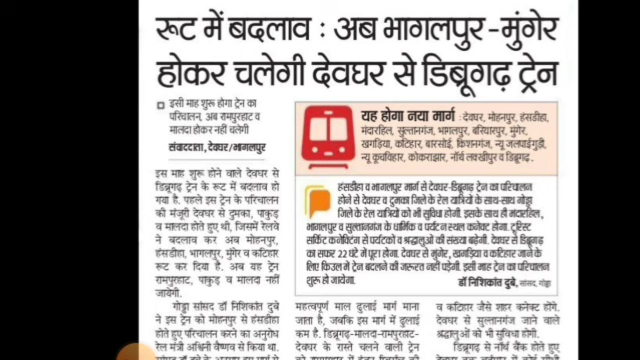 रूट में बदलाव : अब भागलपुर-मुंगेर
होकर चलेगी देवघर से डिब्रूगढ़ ट्रेन
इसी माह शुरू होगा ट्रेन का
परिचालन, अब रामपुरहाट व
मालदा होकर नहीं चलेगी
संवाददाता, देवघर/भागलपुर
इस माह शुरू होने वाले देवघर से
डिब्रूगढ़ ट्रेन के रूट में बदलाव हो
गया है. पहले इस ट्रेन के परिचालन
की मंजूरी देवघर से दुमका, पाकुड़
व मालदा होते हुए थी, जिसमें रेलवे
ने बदलाव कर अब मोहनपुर,
हंसडीहा, भागलपुर, मुंगेर व कटिहार
रूट कर दिया है. अब यह ट्रेन
रामपुरहाट, पाकुड़ व मालदा नहीं
जायेगी.
गोड्डा सांसद डॉ निशिकांत दुबे
ने इस ट्रेन को मोहनपुर से हंसडीहा
होते हुए परिचालन करने का अनुरोध
रेल मंत्री अश्विनी वैष्णव से किया था.
यह होगा नया मार्ग : देवघर, मोहनपुर, हंसडीहा,
मंदारहिल, सुल्तानगंज, भागलपुर, बरियारपुर, मुंगेर,
खगडिया, कटिहार, बारसोई, किशनगंज, न्यू जलपाईगुड़ी,
न्यू कूचविहार, कोकराझार, नॉर्थ लखीपुर व डिब्रूगढ़.
हंसडीहा व भागलपुर मार्ग से देवघर-डिब्रूगढ़ ट्रेन का परिचालन
होने से देवघर व दुमका जिले के रेल यात्रियों के साथ-साथ गोड्डा
जिले के रेल यात्रियों को भी सुविधा होगी. इसके साथ ही मंदारहिल,
भागलपुर व सुल्तानगंज के धार्मिक व पर्यटन स्थल कनेक्ट होगा. टूरिस्ट
सर्किट कनेक्टिव से पर्यटकों व श्रद्धालुओं की संख्या बढ़ेगी. देवघर से डिब्रूगढ़
का सफर 22 घंटे में पूरा होगा. देवघर से मुंगेर, खगडिया व कटिहार जाने के
लिए किउल में ट्रेन बदलने की जरूरत नहीं पड़ेगी. इसी माह ट्रेन का परिचालन
शुरू हो जायेगा.
डॉ निशिकांत दुबे, सांसद, गोड्डा
महत्वपूर्ण माल ढुलाई मार्ग माना
जाता है, जबकि इस मार्ग में ढुलाई
कम है. डिब्रूगढ़-मालदा-रामपुरहाट-
देवघर के रास्ते चलने वाली ट्रेन
व कटिहार जैसे शहर कनेक्ट होंगे.
देवघर से सुल्तानगंज जाने वाले
श्रद्धालुओं को भी सुविधा होगी.
डिब्रूगढ़ से नॉर्थ बैंक होते हुए